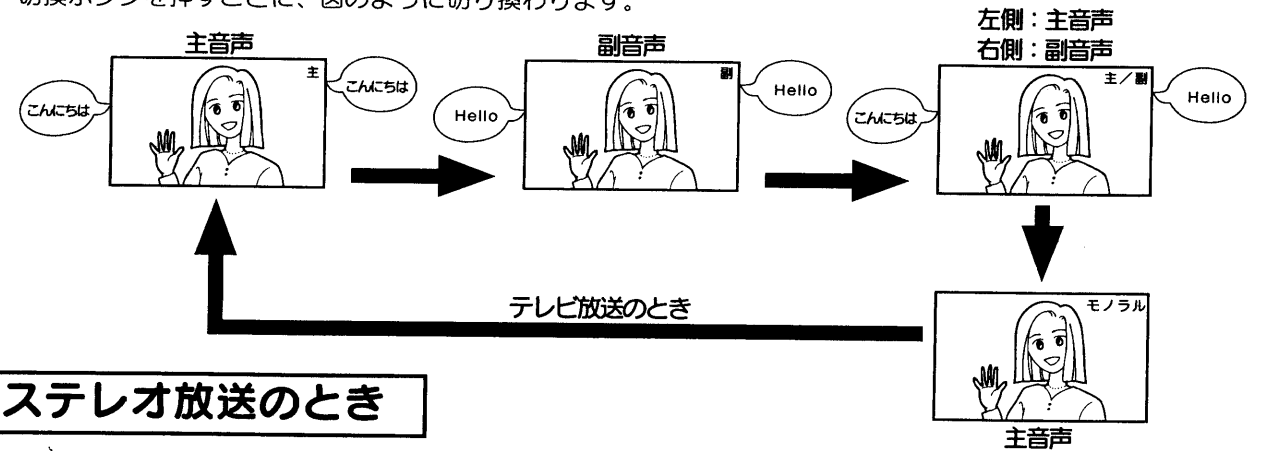 切換ボタンを押すごとに、図のように切り換わります。
主音声
主
こんにちは
こんにちは
副音声
副
Hello
Hello
左側：主音声
右側：副音声
主／副
こんにちは
Hello
テレビ放送のとき
モノラル
主音声
ステレオ放送のとき